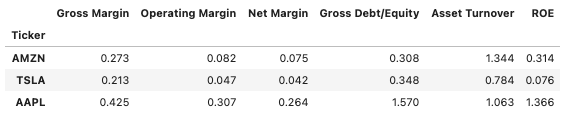 Gross Margin Operating Margin Net Margin Gross Debt/Equity Asset Turnover ROE
Ticker
AMZN 0.273 0.082 0.075 0.308 1.344 0.314
TSLA 0.213 0.047 0.042 0.348 0.784 0.076
AAPL 0.425 0.307 0.264 1.570 1.063 1.366